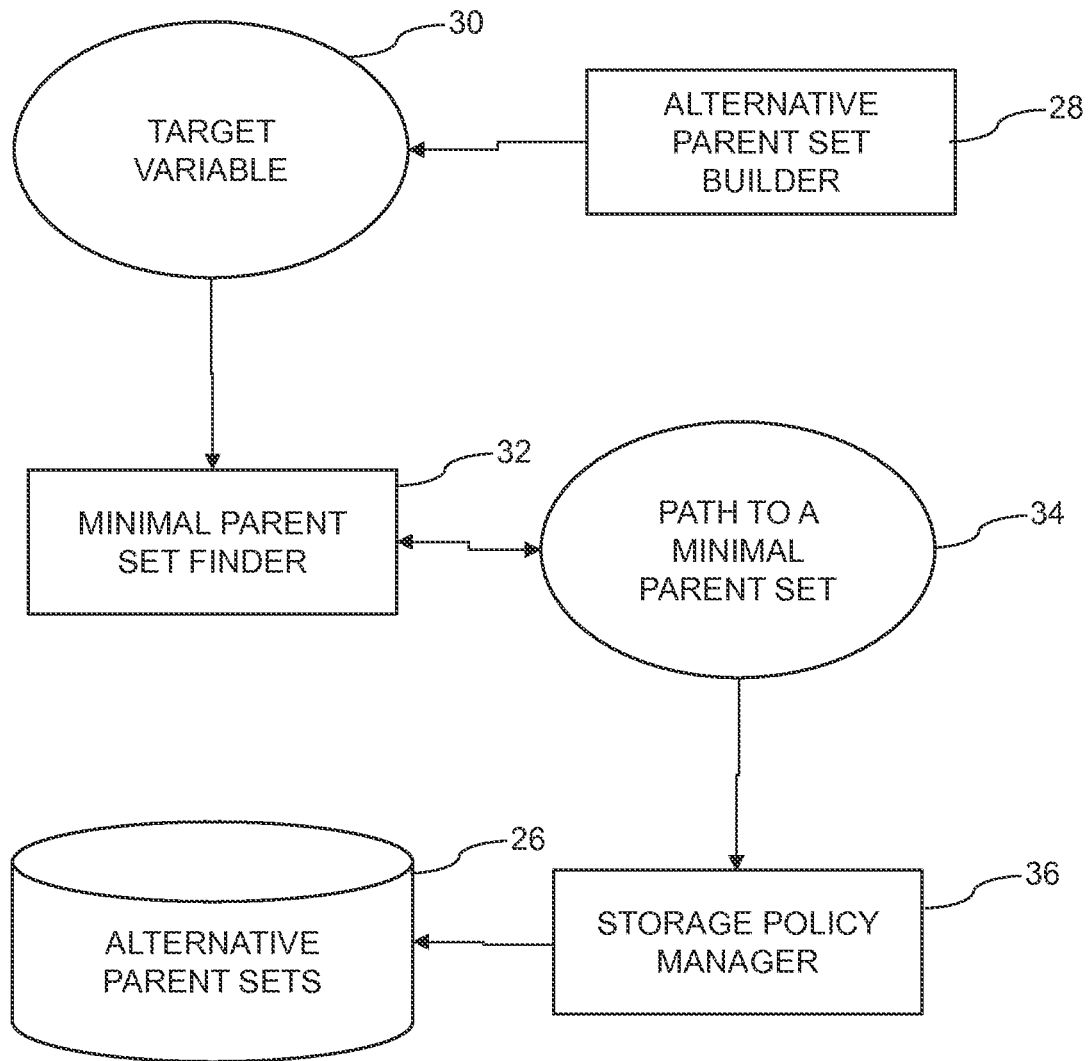 30
TARGET
VARIABLE
ALTERNATIVE
PARENT SET
BUILDER
28
32
MINIMAL PARENT
SET FINDER
PATH TO A
MINIMAL
PARENT SET
34
26
ALTERNATIVE
PARENT SETS
STORAGE POLICY
MANAGER
36